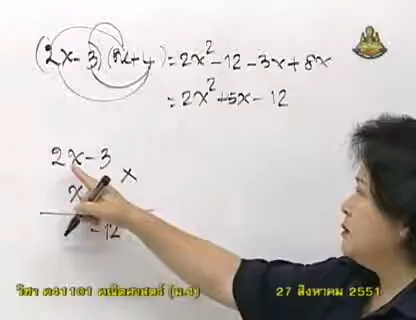 (2x-3)(x+4) = 2x² -12 -3x + 8x
= 2x² + 5x - 12
2x - 3
x ×
-12
วิชา ค41101 คณิตศาสตร์ (ม.4) 27 สิงหาคม 2551